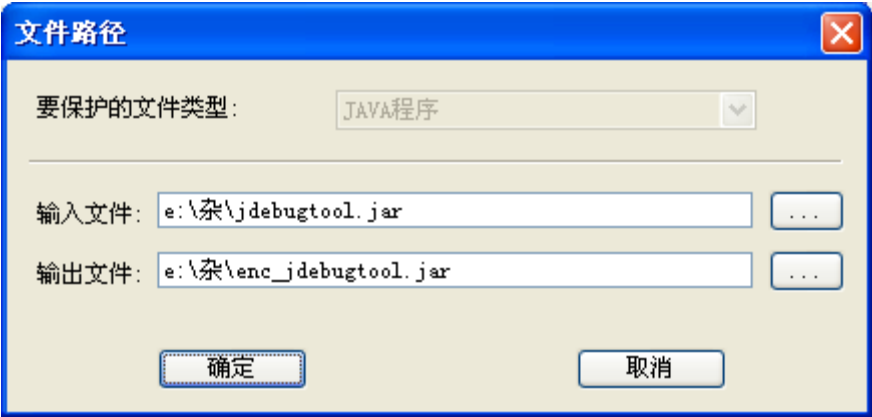 文件路径
要保护的文件类型: JAVA程序
输入文件: e:\杂\jdebugtool.jar ...
输出文件: e:\杂\enc_jdebugtool.jar ...
确定 取消